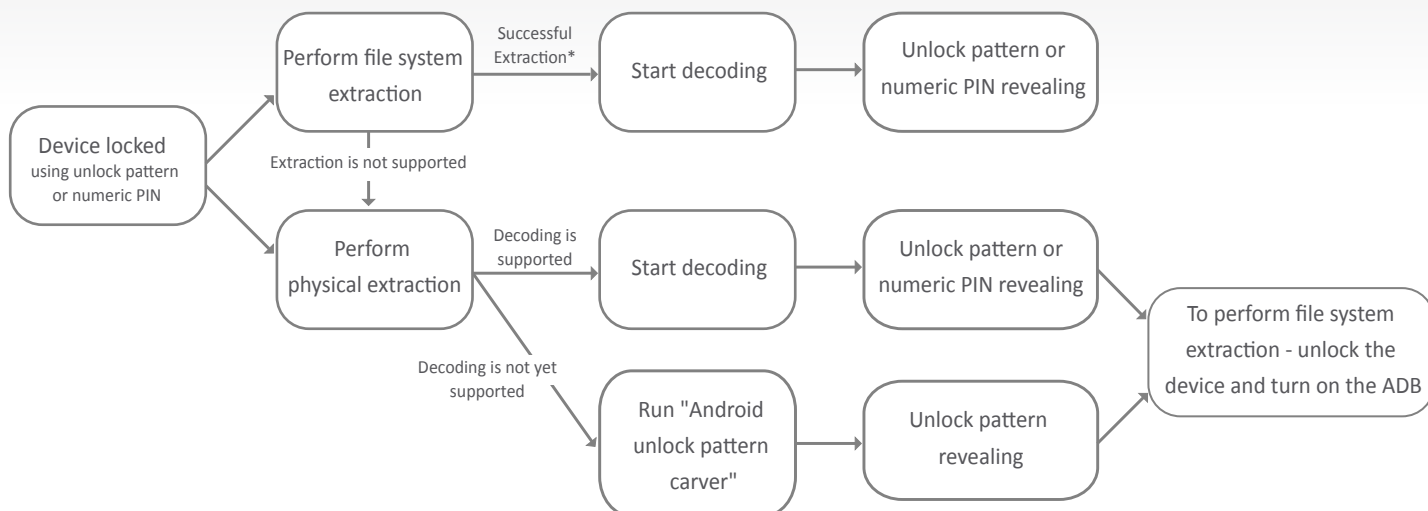 Device locked
using unlock pattern
or numeric PIN
Perform file system
extraction
Successful
Extraction*
Start decoding
Unlock pattern or
numeric PIN revealing
Extraction is not supported
Perform
physical extraction
Decoding is
supported
Start decoding
Unlock pattern or
numeric PIN revealing
Decoding is not yet
supported
Run "Android
unlock pattern
carver"
Unlock pattern
revealing
To perform file system
extraction - unlock the
device and turn on the ADB